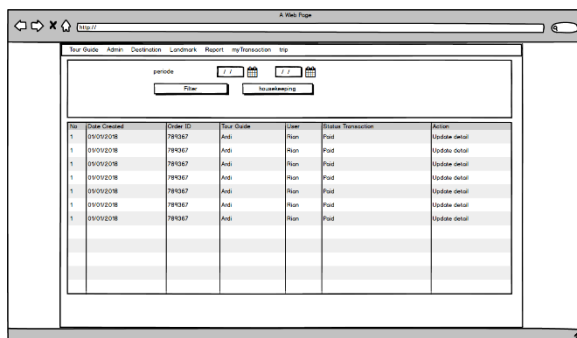 A Web Page
http://
Tour Guide Admin Destination Landmark Report myTransaction trip
periode / / / /
Filter housekeeping
No Date Created Order ID Tour Guide User Status Transaction Action
1 01/01/2018 789367 Ardi Rian Paid Update detail
1 01/01/2018 789367 Ardi Rian Paid Update detail
1 01/01/2018 789367 Ardi Rian Paid Update detail
1 01/01/2018 789367 Ardi Rian Paid Update detail
1 01/01/2018 789367 Ardi Rian Paid Update detail
1 01/01/2018 789367 Ardi Rian Paid Update detail
1 01/01/2018 789367 Ardi Rian Paid Update detail